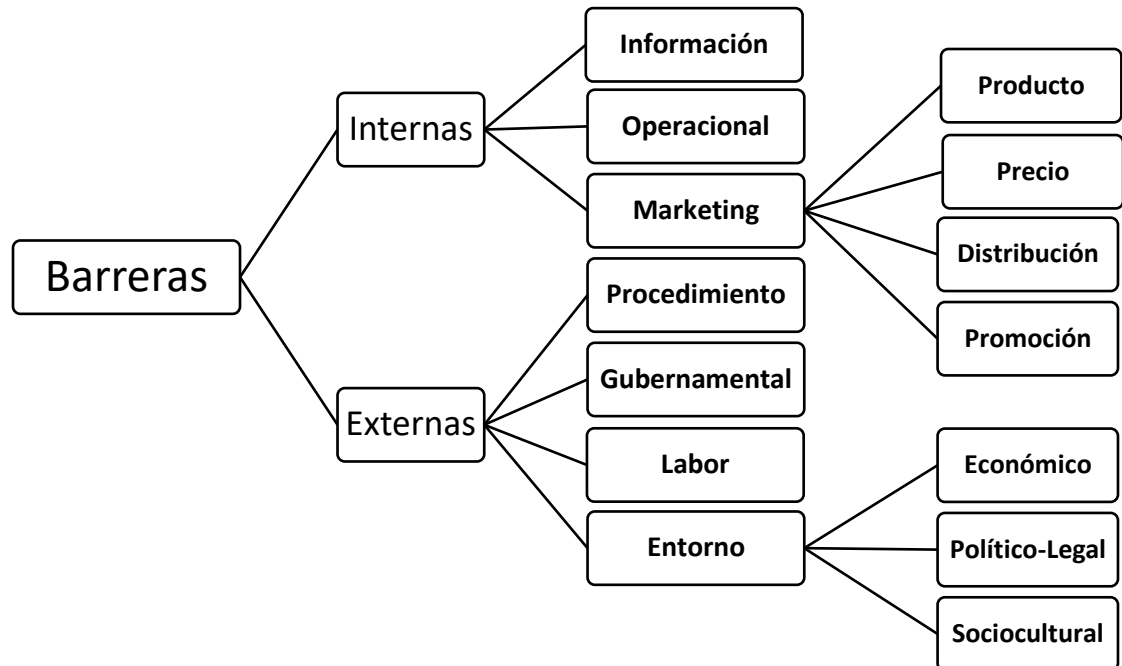 Barreras
Internas
Información
Operacional
Marketing
Producto
Precio
Distribución
Promoción
Externas
Procedimiento
Gubernamental
Labor
Entorno
Económico
Político-Legal
Sociocultural